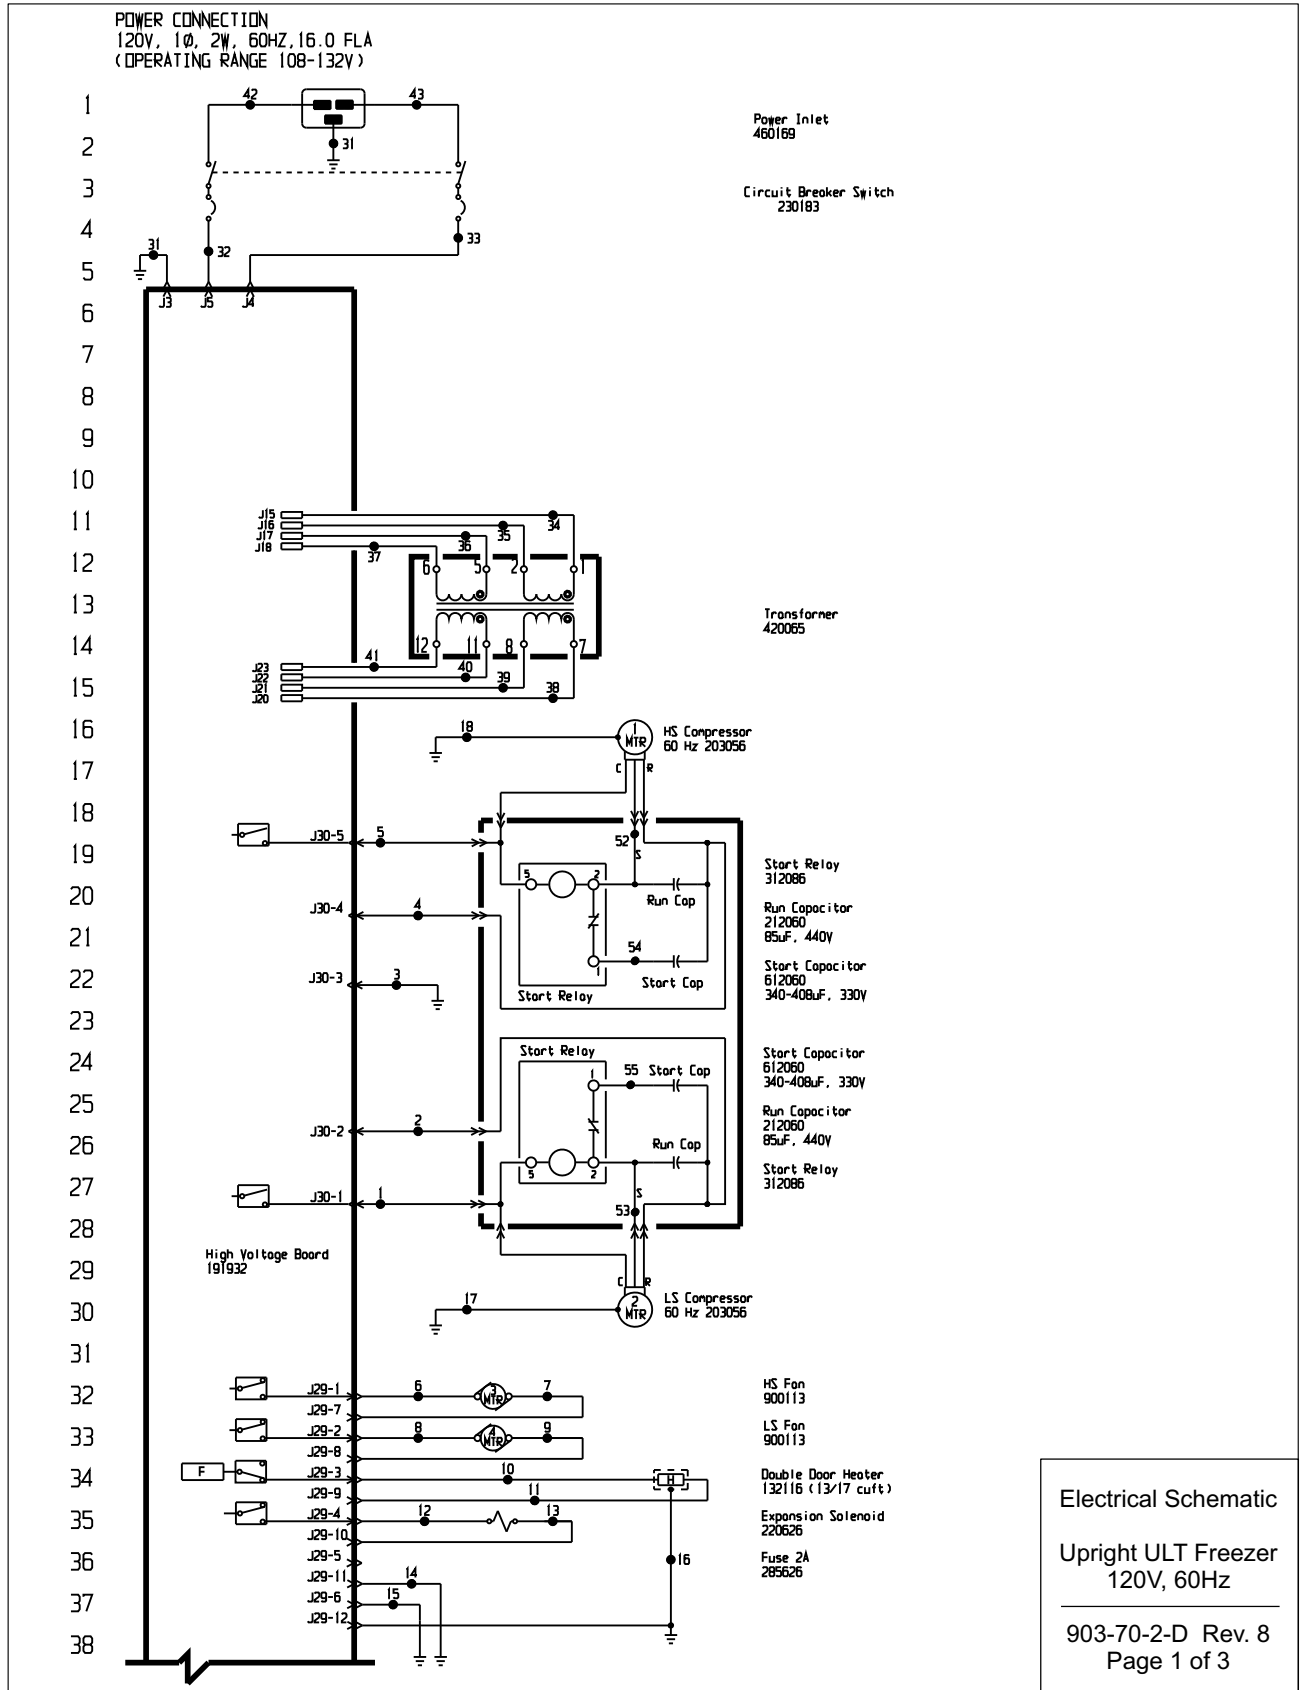 POWER CONNECTION
120V, 1Ø, 2W, 60HZ,16.0 FLA
(OPERATING RANGE 108-132V)
1
42
43
Power Inlet
460169
2
31
3
Circuit Breaker Switch
230183
4
31
32
33
5
J3
J5
J4
6
7
8
9
10
11
J15
J16
J17
J18
34
35
36
37
12
6
5
2
1
13
Transformer
420065
14
12
11
8
7
J23
J22
J21
J20
41
40
39
38
15
16
18
1
MTR
HS Compressor
60 Hz 203056
17
C
R
18
J30-5
5
52
S
19
Start Relay
312086
5
2
20
J30-4
4
Run Cap
Run Capacitor
212060
85uF, 440V
21
54
1
22
J30-3
3
Start Cap
Start Relay
Start Capacitor
612060
340-408uF, 330V
23
24
Start Relay
1
55
Start Cap
Start Capacitor
612060
340-408uF, 330V
25
J30-2
2
Run Capacitor
212060
85uF, 440V
26
Run Cap
5
2
Start Relay
312086
27
J30-1
1
S
53
28
High Voltage Board
191932
29
C
R
30
17
2
MTR
LS Compressor
60 Hz 203056
31
32
J29-1
6
3
MTR
7
HS Fan
900113
J29-7
33
J29-2
8
4
MTR
9
LS Fan
900113
J29-8
34
F
J29-3
10
H
Double Door Heater
132116 (13/17 cuft)
J29-9
11
35
J29-4
12
13
Expansion Solenoid
220626
J29-10
36
J29-5
16
Fuse 2A
285626
J29-11
14
37
J29-6
15
J29-12
38
Electrical Schematic
Upright ULT Freezer
120V, 60Hz
903-70-2-D Rev. 8
Page 1 of 3